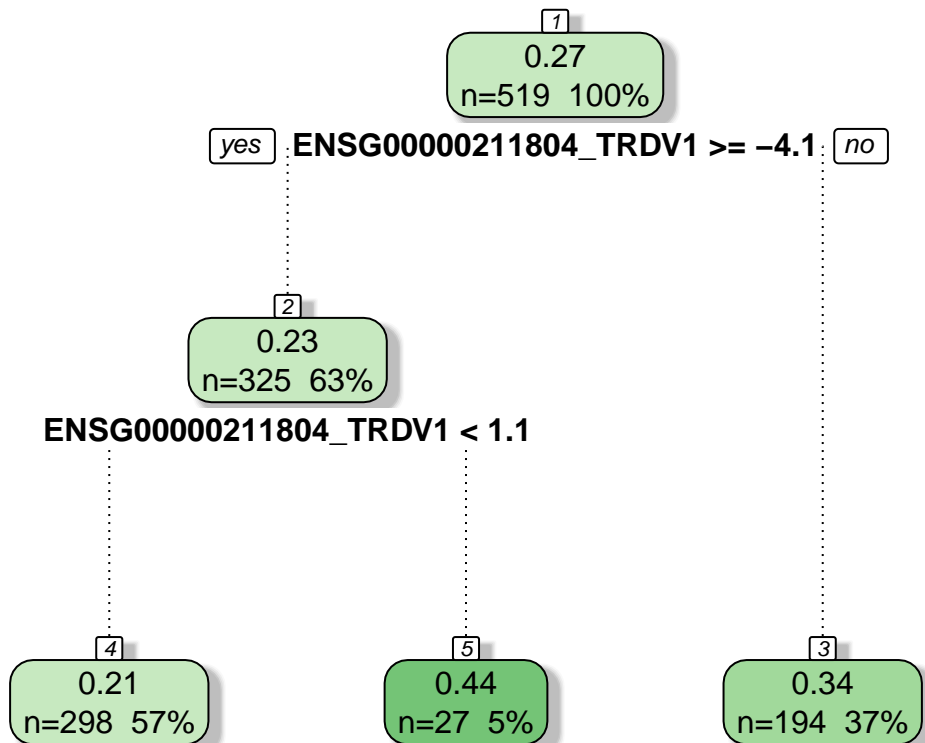 1
0.27
n=519 100%
yes ENSG00000211804_TRDV1 >= −4.1 no
2
0.23
n=325 63%
ENSG00000211804_TRDV1 < 1.1
4 5 3
0.21 0.44 0.34
n=298 57% n=27 5% n=194 37%